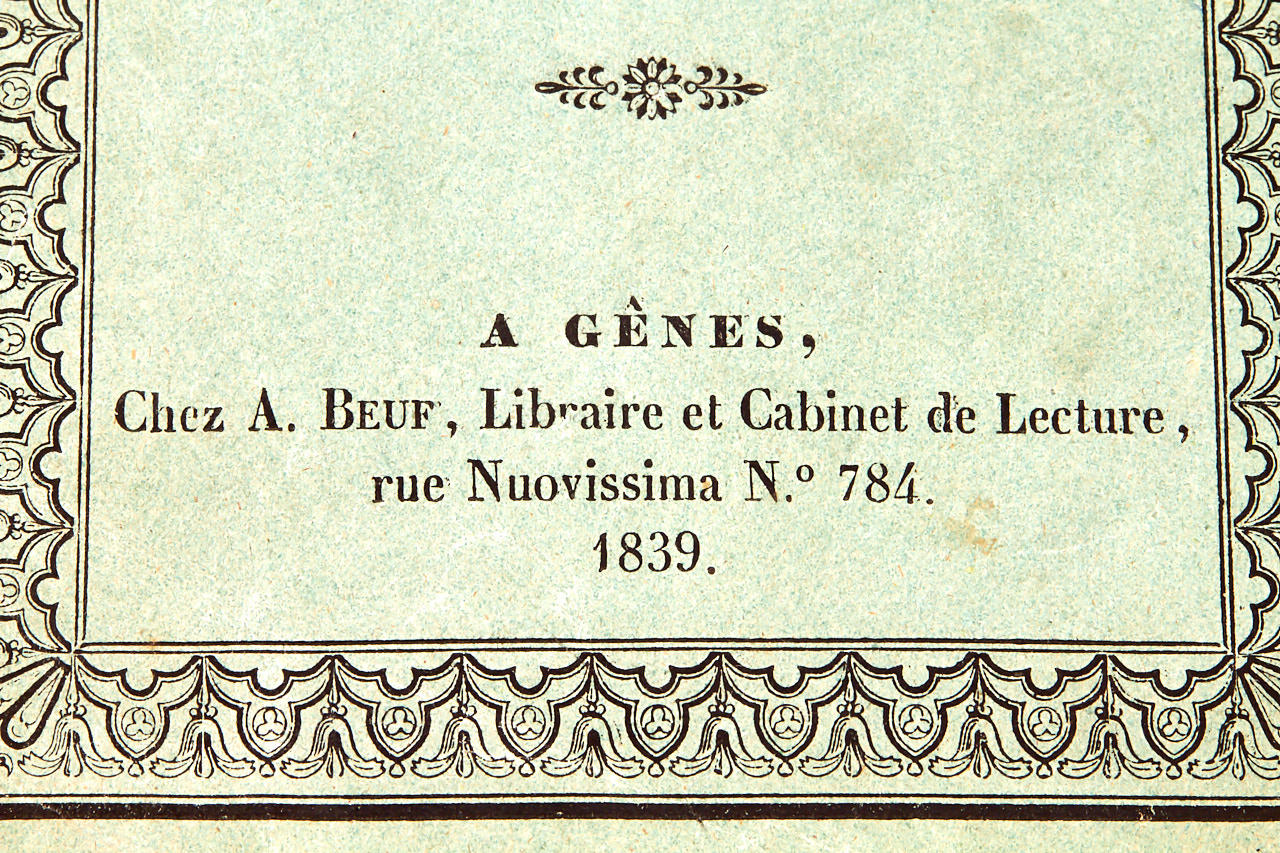 A GÊNES,
Chez A. BEUF, Libraire et Cabinet de Lecture,
rue Nuovissima N.º 784.
1839.